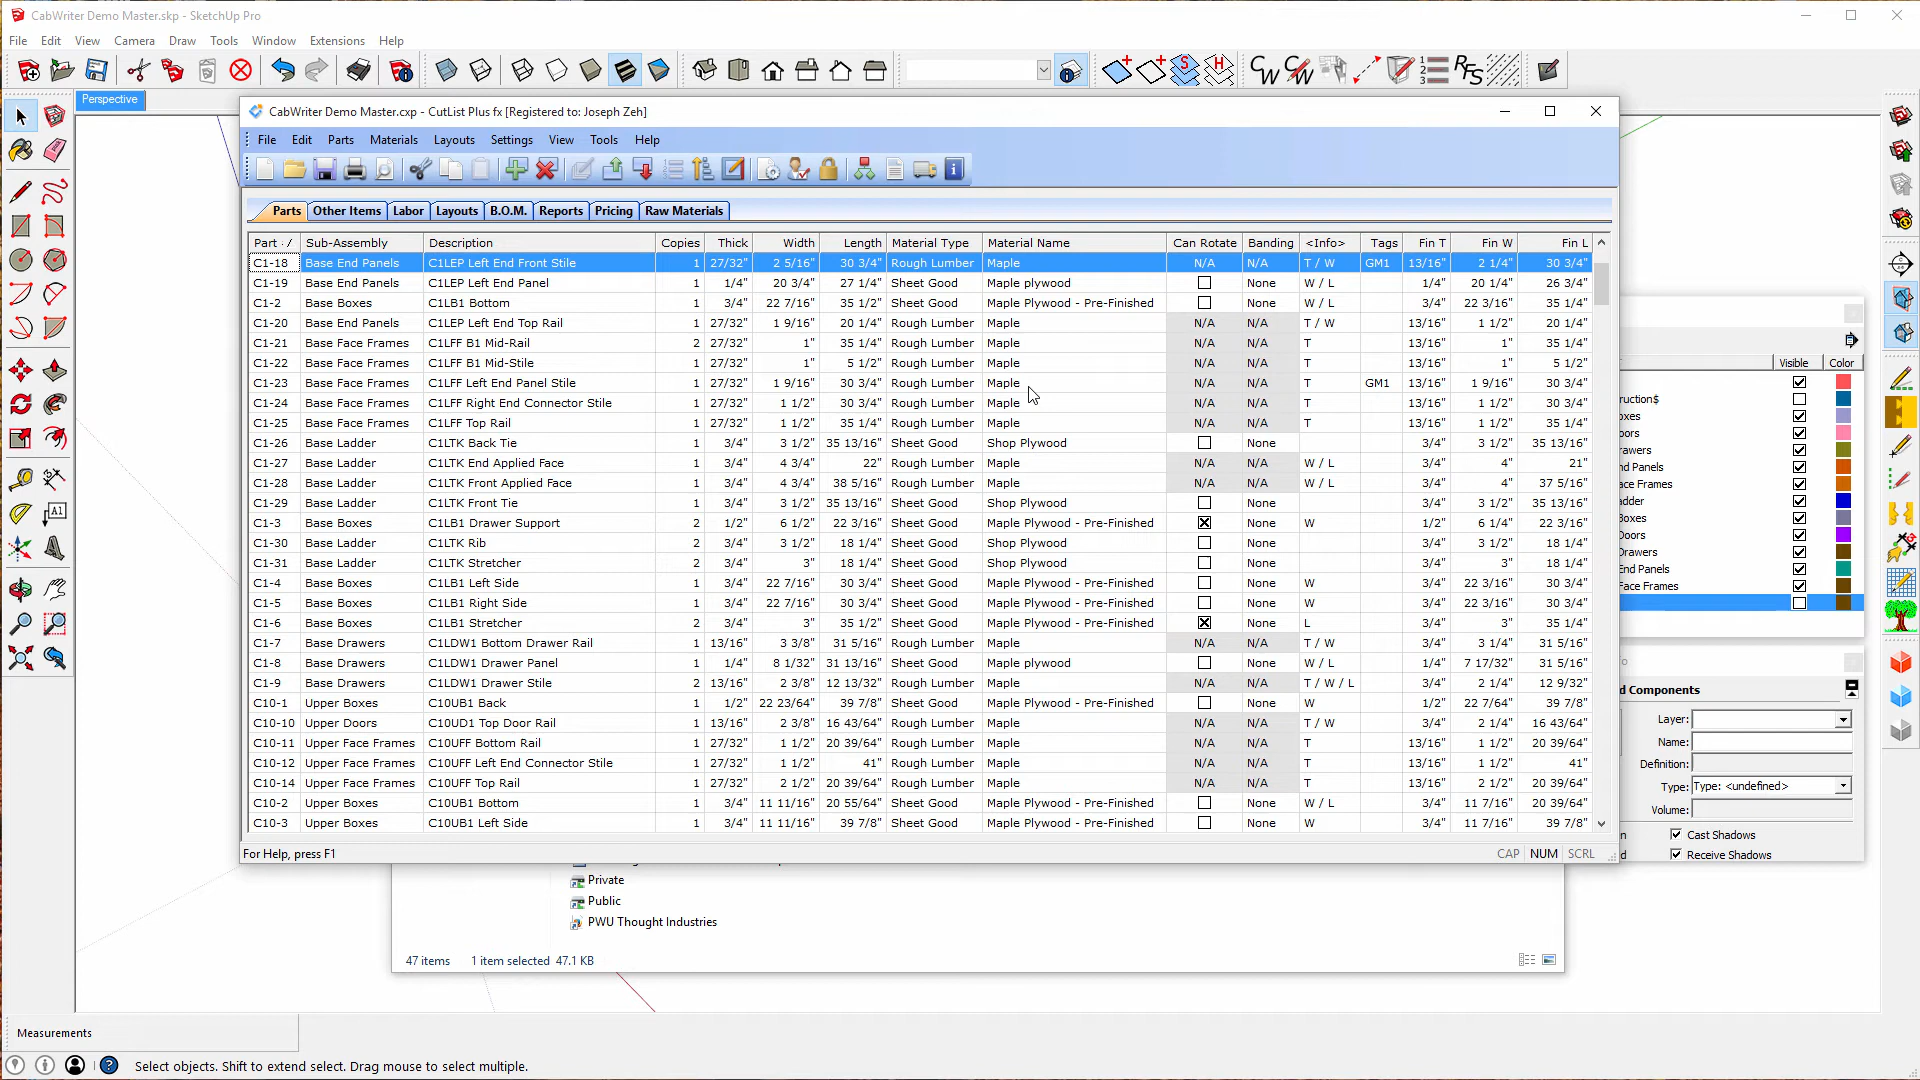 CabWriter Demo Master.skp - SketchUp Pro
File Edit View Camera Draw Tools Window Extensions Help
Perspective
CabWriter Demo Master.cxp - CutList Plus fx [Registered to: Joseph Zeh]
File Edit Parts Materials Layouts Settings View Tools Help
Parts Other Items Labor Layouts B.O.M. Reports Pricing Raw Materials
Part / Sub-Assembly Description Copies Thick Width Length Material Type Material Name Can Rotate Banding <Info> Tags Fin T Fin W Fin L
C1-18 Base End Panels C1LEP Left End Front Stile 1 27/32" 2 5/16" 30 3/4" Rough Lumber Maple N/A N/A T / W GM1 13/16" 2 1/4" 30 3/4"
C1-19 Base End Panels C1LEP Left End Panel 1 1/4" 20 3/4" 27 1/4" Sheet Good Maple plywood None W / L 1/4" 20 1/4" 26 3/4"
C1-2 Base Boxes C1LB1 Bottom 1 3/4" 22 7/16" 35 1/2" Sheet Good Maple Plywood - Pre-Finished None W / L 3/4" 22 3/16" 35 1/4"
C1-20 Base End Panels C1LEP Left End Top Rail 1 27/32" 1 9/16" 20 1/4" Rough Lumber Maple N/A N/A T / W 13/16" 1 1/2" 20 1/4"
C1-21 Base Face Frames C1LFF B1 Mid-Rail 2 27/32" 1" 35 1/4" Rough Lumber Maple N/A N/A T 13/16" 1" 35 1/4"
C1-22 Base Face Frames C1LFF B1 Mid-Stile 1 27/32" 1" 5 1/2" Rough Lumber Maple N/A N/A T 13/16" 1" 5 1/2"
C1-23 Base Face Frames C1LFF Left End Panel Stile 1 27/32" 1 9/16" 30 3/4" Rough Lumber Maple N/A N/A T GM1 13/16" 1 9/16" 30 3/4"
C1-24 Base Face Frames C1LFF Right End Connector Stile 1 27/32" 1 1/2" 30 3/4" Rough Lumber Maple N/A N/A T 13/16" 1 1/2" 30 3/4"
C1-25 Base Face Frames C1LFF Top Rail 1 27/32" 1 1/2" 35 1/4" Rough Lumber Maple N/A N/A T 13/16" 1 1/2" 35 1/4"
C1-26 Base Ladder C1LTK Back Tie 1 3/4" 3 1/2" 35 13/16" Sheet Good Shop Plywood None 3/4" 3 1/2" 35 13/16"
C1-27 Base Ladder C1LTK End Applied Face 1 3/4" 4 3/4" 22" Rough Lumber Maple N/A N/A W / L 3/4" 4" 21"
C1-28 Base Ladder C1LTK Front Applied Face 1 3/4" 4 3/4" 38 5/16" Rough Lumber Maple N/A N/A W / L 3/4" 4" 37 5/16"
C1-29 Base Ladder C1LTK Front Tie 1 3/4" 3 1/2" 35 13/16" Sheet Good Shop Plywood None 3/4" 3 1/2" 35 13/16"
C1-3 Base Boxes C1LB1 Drawer Support 2 1/2" 6 1/2" 22 3/16" Sheet Good Maple Plywood - Pre-Finished None W 1/2" 6 1/4" 22 3/16"
C1-30 Base Ladder C1LTK Rib 2 3/4" 3 1/2" 18 1/4" Sheet Good Shop Plywood None 3/4" 3 1/2" 18 1/4"
C1-31 Base Ladder C1LTK Stretcher 2 3/4" 3" 18 1/4" Sheet Good Shop Plywood None 3/4" 3" 18 1/4"
C1-4 Base Boxes C1LB1 Left Side 1 3/4" 22 7/16" 30 3/4" Sheet Good Maple Plywood - Pre-Finished None W 3/4" 22 3/16" 30 3/4"
C1-5 Base Boxes C1LB1 Right Side 1 3/4" 22 7/16" 30 3/4" Sheet Good Maple Plywood - Pre-Finished None W 3/4" 22 3/16" 30 3/4"
C1-6 Base Boxes C1LB1 Stretcher 2 3/4" 3" 35 1/2" Sheet Good Maple Plywood - Pre-Finished None L 3/4" 3" 35 1/4"
C1-7 Base Drawers C1LDW1 Bottom Drawer Rail 1 13/16" 3 3/8" 31 5/16" Rough Lumber Maple N/A N/A T / W 3/4" 3 1/4" 31 5/16"
C1-8 Base Drawers C1LDW1 Drawer Panel 1 1/4" 8 1/32" 31 13/16" Sheet Good Maple plywood None W / L 1/4" 7 17/32" 31 5/16"
C1-9 Base Drawers C1LDW1 Drawer Stile 2 13/16" 2 3/8" 12 13/32" Rough Lumber Maple N/A N/A T / W / L 3/4" 2 1/4" 12 9/32"
C10-1 Upper Boxes C10UB1 Back 1 1/2" 22 23/64" 39 7/8" Sheet Good Maple Plywood - Pre-Finished None W 1/2" 22 7/64" 39 7/8"
C10-10 Upper Doors C10UD1 Top Door Rail 1 13/16" 2 3/8" 16 43/64" Rough Lumber Maple N/A N/A T / W 3/4" 2 1/4" 16 43/64"
C10-11 Upper Face Frames C10UFF Bottom Rail 1 27/32" 1 1/2" 20 39/64" Rough Lumber Maple N/A N/A T 13/16" 1 1/2" 20 39/64"
C10-12 Upper Face Frames C10UFF Left End Connector Stile 1 27/32" 1 1/2" 41" Rough Lumber Maple N/A N/A T 13/16" 1 1/2" 41"
C10-14 Upper Face Frames C10UFF Top Rail 1 27/32" 2 1/2" 20 39/64" Rough Lumber Maple N/A N/A T 13/16" 2 1/2" 20 39/64"
C10-2 Upper Boxes C10UB1 Bottom 1 3/4" 11 11/16" 20 55/64" Sheet Good Maple Plywood - Pre-Finished None W / L 3/4" 11 7/16" 20 39/64"
C10-3 Upper Boxes C10UB1 Left Side 1 3/4" 11 11/16" 39 7/8" Sheet Good Maple Plywood - Pre-Finished None W 3/4" 11 7/16" 39 7/8"
For Help, press F1 CAP NUM SCRL
Visible Color
ruction$
oxes
oors
rawers
nd Panels
ace Frames
adder
Boxes
Doors
Drawers
End Panels
Face Frames
d Components
Layer:
Name:
Definition:
Type: Type: <undefined>
Volume:
Cast Shadows
Receive Shadows
Private
Public
PWU Thought Industries
47 items 1 item selected 47.1 KB
Measurements
Select objects. Shift to extend select. Drag mouse to select multiple.